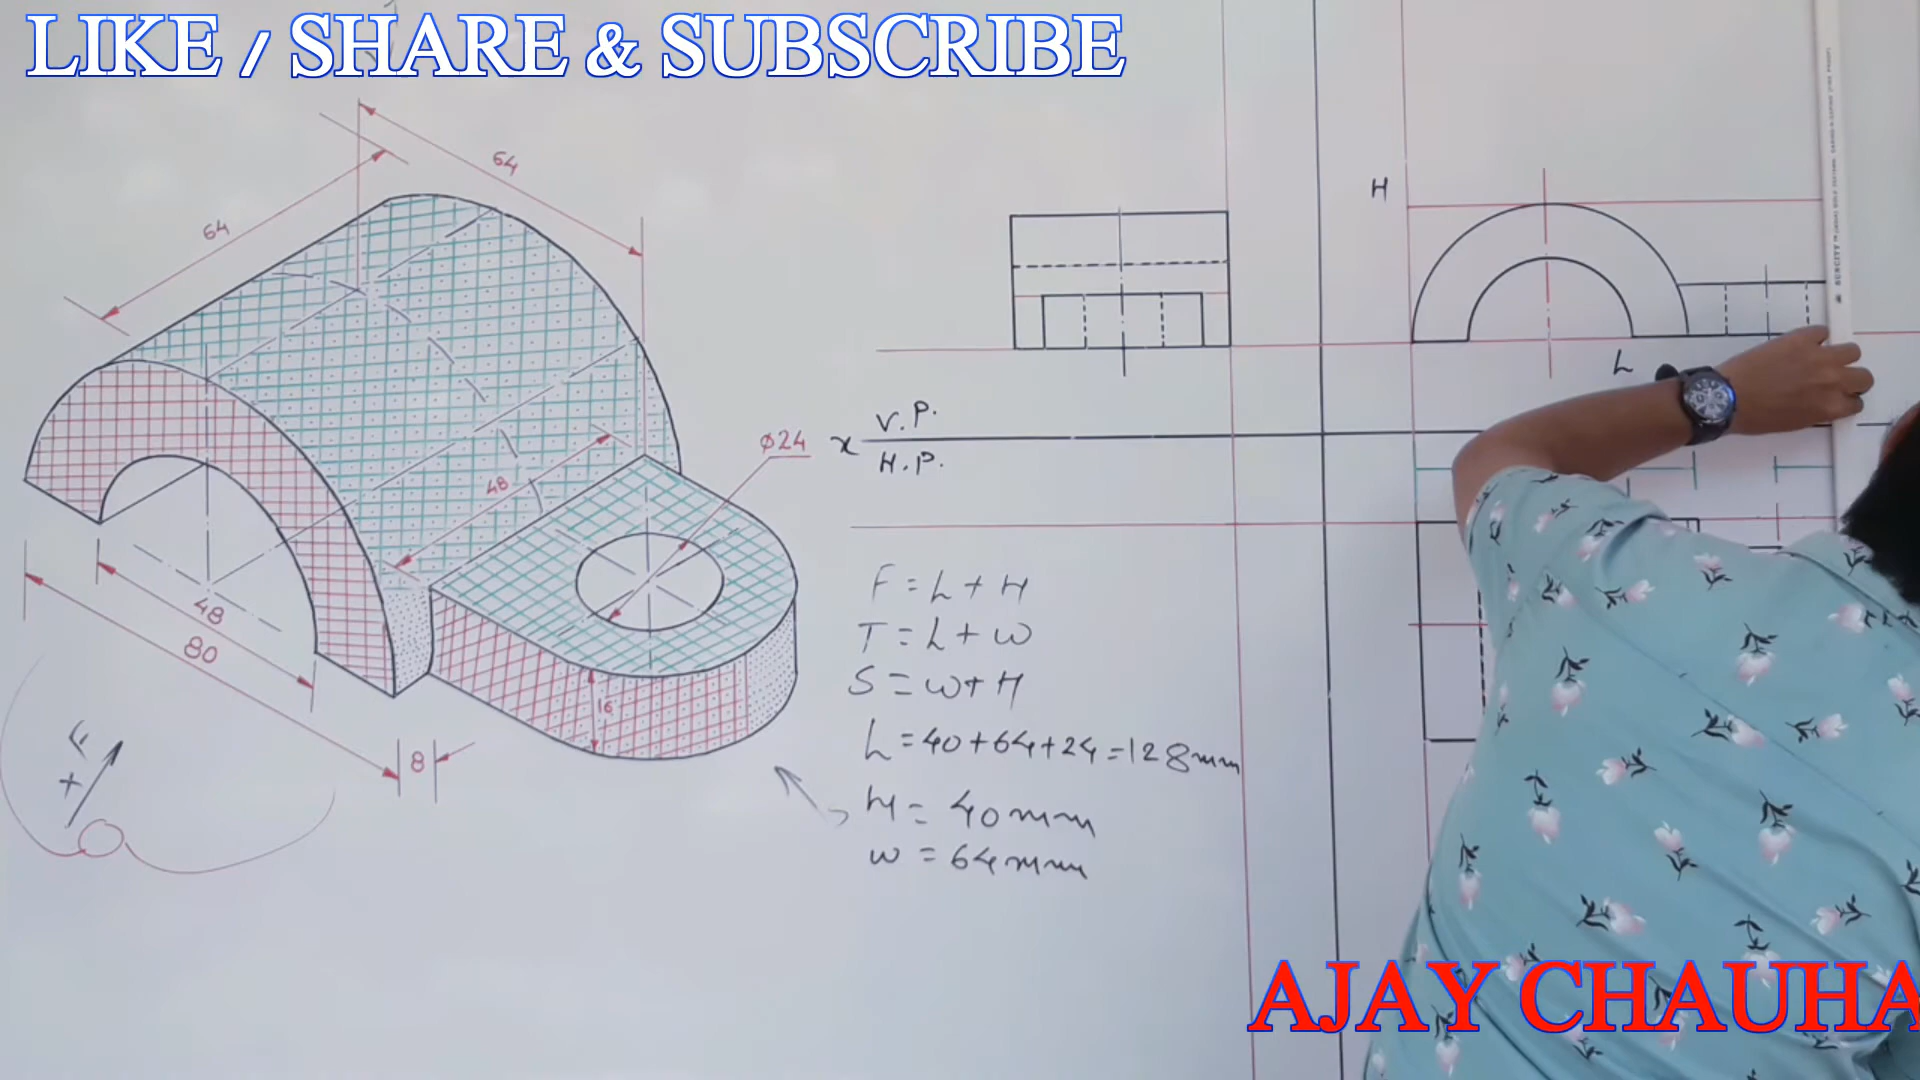 LIKE / SHARE & SUBSCRIBE
64
64
H
L
ø24
V.P.
x
H.P.
48
48
80
16
8
F
F = L + H
T = L + W
S = W + H
L = 40 + 64 + 24 = 128 mm
H = 40 mm
W = 64 mm
AJAY CHAUHA